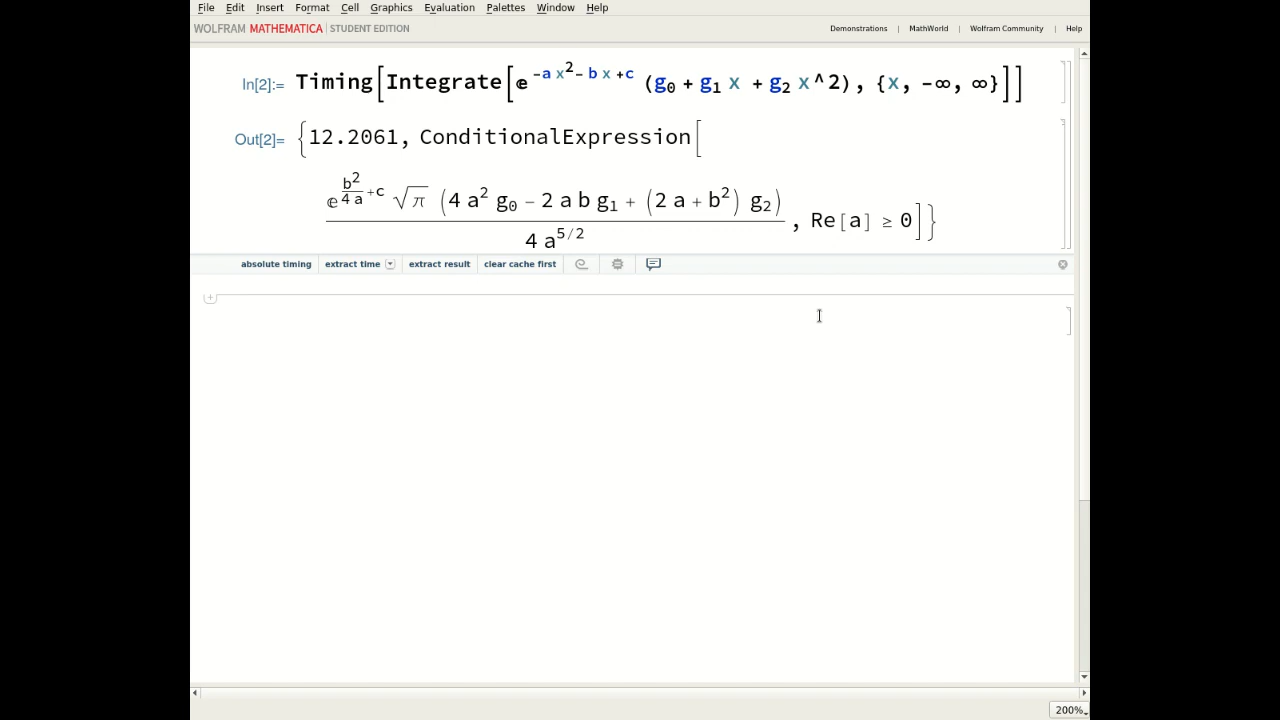 File Edit Insert Format Cell Graphics Evaluation Palettes Window Help
WOLFRAM MATHEMATICA | STUDENT EDITION Demonstrations | MathWorld | Wolfram Community | Help
In[2]:= Timing[Integrate[ⅇ^(-a x^2 - b x + c) (g₀ + g₁ x + g₂ x^2), {x, -∞, ∞}]]
Out[2]= {12.2061, ConditionalExpression[
(ⅇ^(b^2/(4 a) + c) √π (4 a^2 g₀ - 2 a b g₁ + (2 a + b^2) g₂))/(4 a^(5/2)), Re[a] ≥ 0]}
absolute timing extract time extract result clear cache first
200%